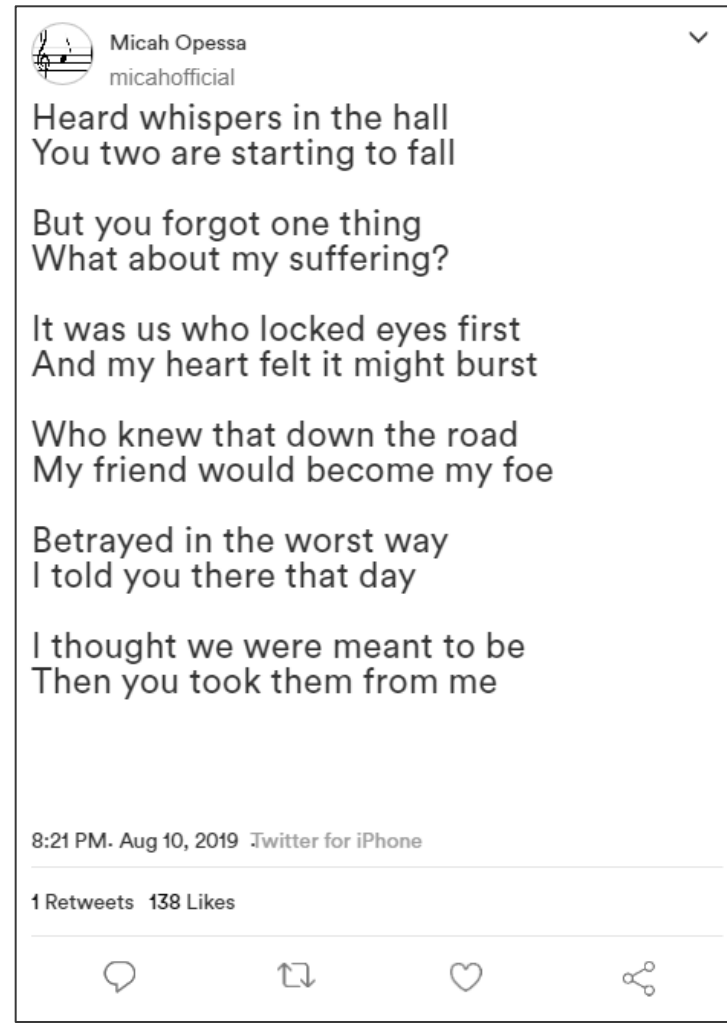 Micah Opessa
micahofficial
Heard whispers in the hall
You two are starting to fall
But you forgot one thing
What about my suffering?
It was us who locked eyes first
And my heart felt it might burst
Who knew that down the road
My friend would become my foe
Betrayed in the worst way
I told you there that day
I thought we were meant to be
Then you took them from me
8:21 PM. Aug 10, 2019 .Twitter for iPhone
1 Retweets 138 Likes